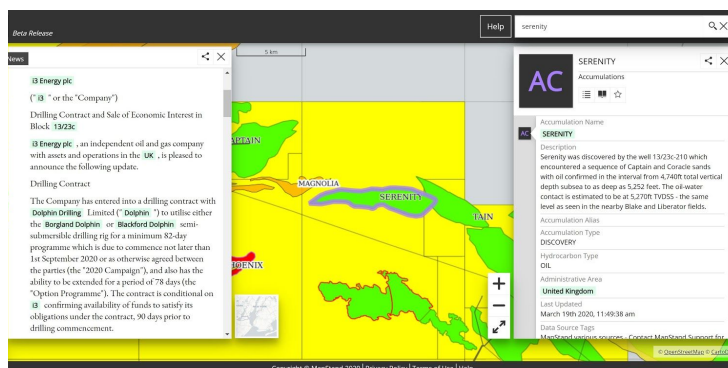 Beta Release
Help
serenity
News
i3 Energy plc
(" i3 " or the "Company")
Drilling Contract and Sale of Economic Interest in
Block 13/23c
i3 Energy plc , an independent oil and gas company
with assets and operations in the UK , is pleased to
announce the following update.
Drilling Contract
The Company has entered into a drilling contract with
Dolphin Drilling Limited (" Dolphin ") to utilise either
the Borgland Dolphin or Blackford Dolphin semi-
submersible drilling rig for a minimum 82-day
programme which is due to commence not later than
1st September 2020 or as otherwise agreed between
the parties (the "2020 Campaign"), and also has the
ability to be extended for a period of 78 days (the
"Option Programme"). The contract is conditional on
i3 confirming availability of funds to satisfy its
obligations under the contract, 90 days prior to
drilling commencement.
5 km
CAPTAIN
MAGNOLIA
SERENITY
TAIN
HOENIX
AC
SERENITY
Accumulations
AC
Accumulation Name
SERENITY
Description
Serenity was discovered by the well 13/23c-210 which
encountered a sequence of Captain and Coracle sands
with oil confirmed in the interval from 4,740ft total vertical
depth subsea to as deep as 5,252 feet. The oil-water
contact is estimated to be at 5,270ft TVDSS - the same
level as seen in the nearby Blake and Liberator fields.
Accumulation Alias
Accumulation Type
DISCOVERY
Hydrocarbon Type
OIL
Administrative Area
United Kingdom
Last Updated
March 19th 2020, 11:49:38 am
Data Source Tags
MapStand various sources - Contact MapStand Support for
© OpenStreetMap © CartoD
Copyright © MapStand 2020 | Privacy Policy | Terms of Use | Help